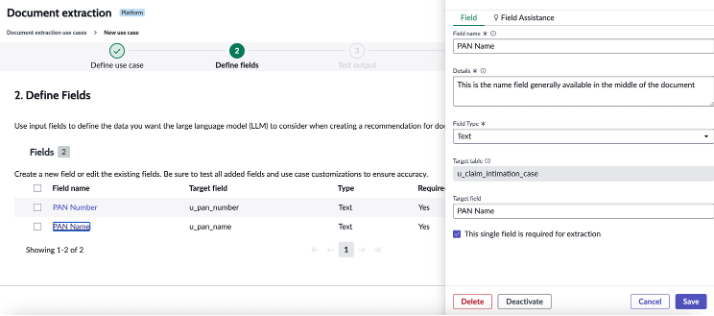 Document extraction Platform
Document extraction use cases > New use case
Define use case
2
Define fields
3
Test output
2. Define Fields
Use input fields to define the data you want the large language model (LLM) to consider when creating a recommendation for
Fields 2
Create a new field or edit the existing fields. Be sure to test all added fields and use case customizations to ensure accuracy.
Field name Target field Type Require
PAN Number u_pan_number Text Yes
PAN Name u_pan_name Text Yes
Showing 1-2 of 2
1
Field Field Assistance
Field name *
PAN Name
Details *
This is the name field generally available in the middle of the document
Field Type *
Text
Target table
u_claim_intimation_case
Target field
PAN Name
This single field is required for extraction
Delete Deactivate Cancel Save